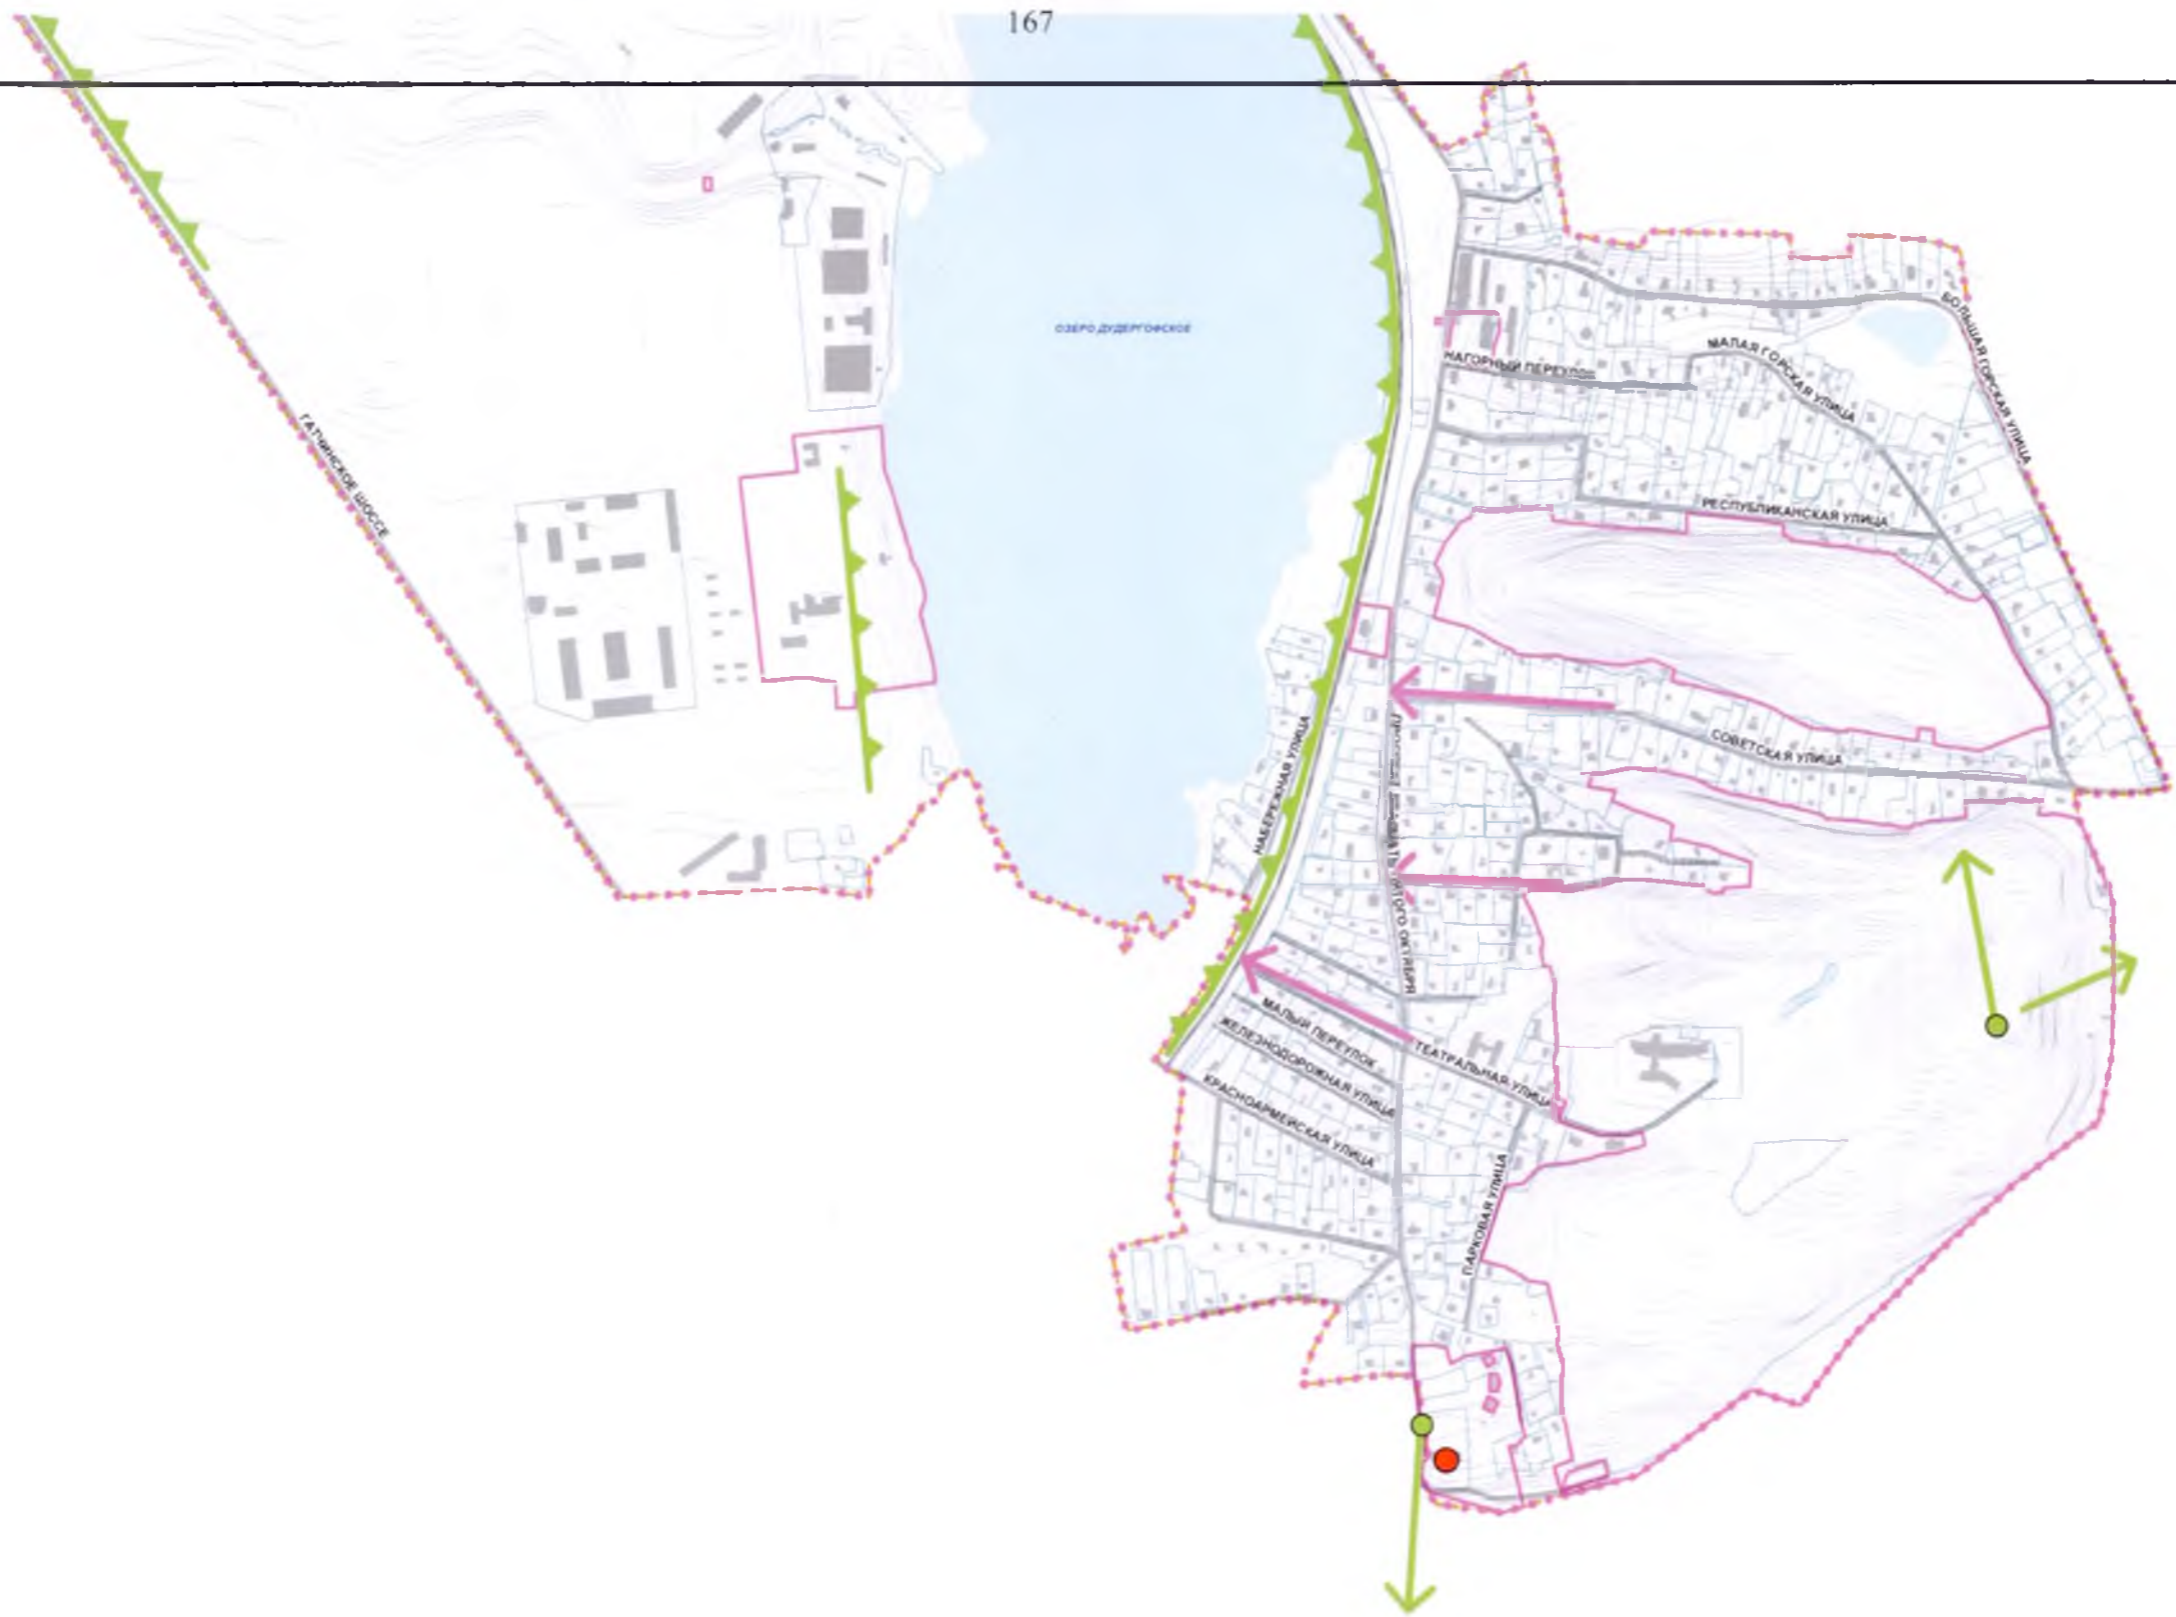 167
ОЗЕРО ДУДЕРГОФСКОЕ
БОЛЬШАЯ ГОРСКАЯ УЛИЦА
МАЛАЯ ГОРСКАЯ УЛИЦА
НАГОРНЫЙ ПЕРЕУЛОК
ГАТЧИНСКОЕ ШОССЕ
РЕСПУБЛИКАНСКАЯ УЛИЦА
СОВЕТСКАЯ УЛИЦА
НАБЕРЕЖНАЯ УЛИЦА
ОКТЯБРЯ
МАЛЫЙ ПЕРЕУЛОК
ЖЕЛЕЗНОДОРОЖНАЯ УЛИЦА
ТЕАТРАЛЬНАЯ УЛИЦА
КРАСНОАРМЕЙСКАЯ УЛИЦА
ПАРКОВАЯ УЛИЦА